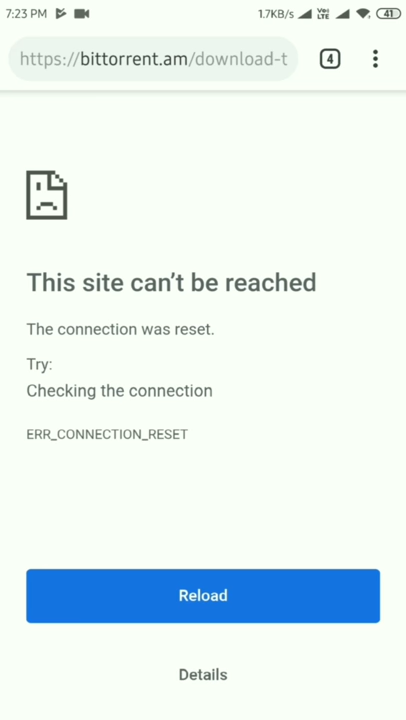 7:23 PM 1.7KB/s Vo) LTE 41
https://bittorrent.am/download-t 4
This site can't be reached
The connection was reset.
Try:
Checking the connection
ERR_CONNECTION_RESET
Reload
Details